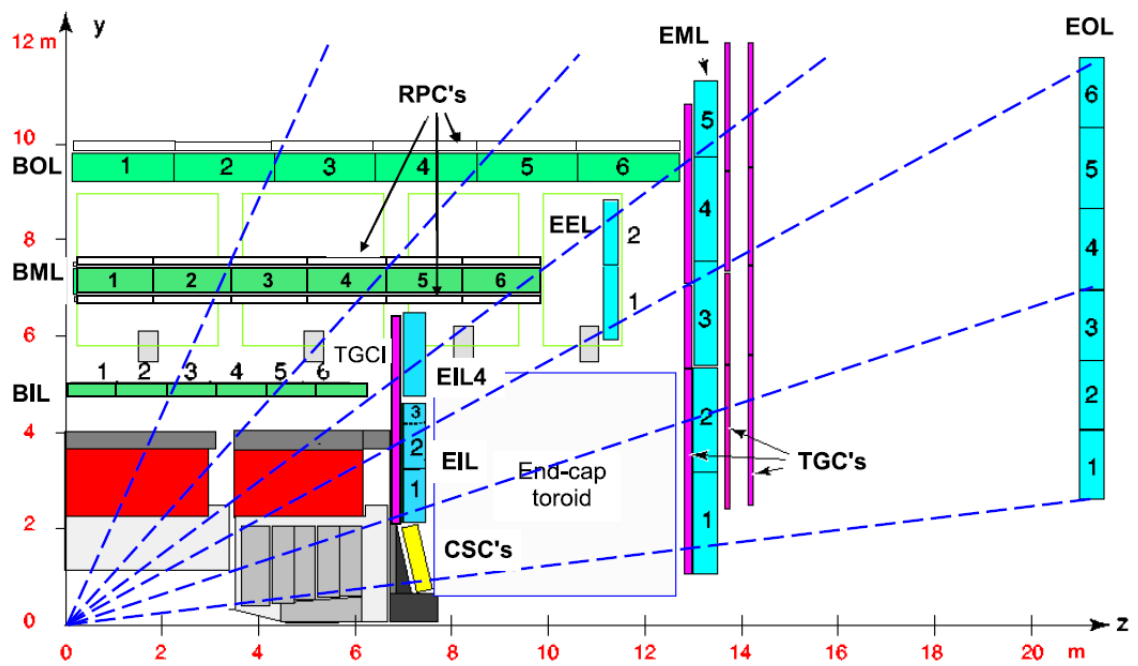 y
12 m
EML
EOL
RPC's
6
5
10
BOL
1 2 3 4 5 6
5
EEL
2
4
8
4
BML
1 2 3 4 5 6
1
3
3
6
TGCI
1 2 3 4 5 6
EIL4
BIL
2
2
4
3
2
EIL
TGC's
1
End-cap
toroid
1
1
2
CSC's
0
z
0 2 4 6 8 10 12 14 16 18 20 m